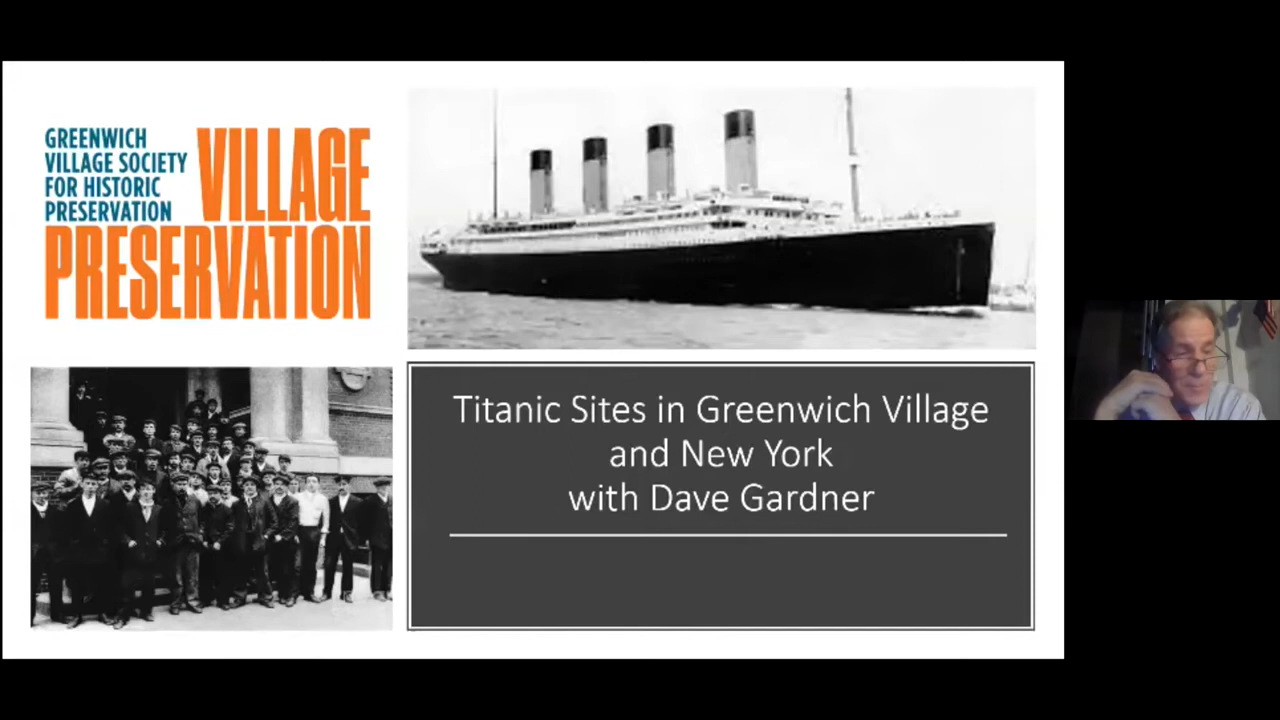 GREENWICH
VILLAGE SOCIETY
FOR HISTORIC
PRESERVATION
VILLAGE
PRESERVATION
Titanic Sites in Greenwich Village
and New York
with Dave Gardner